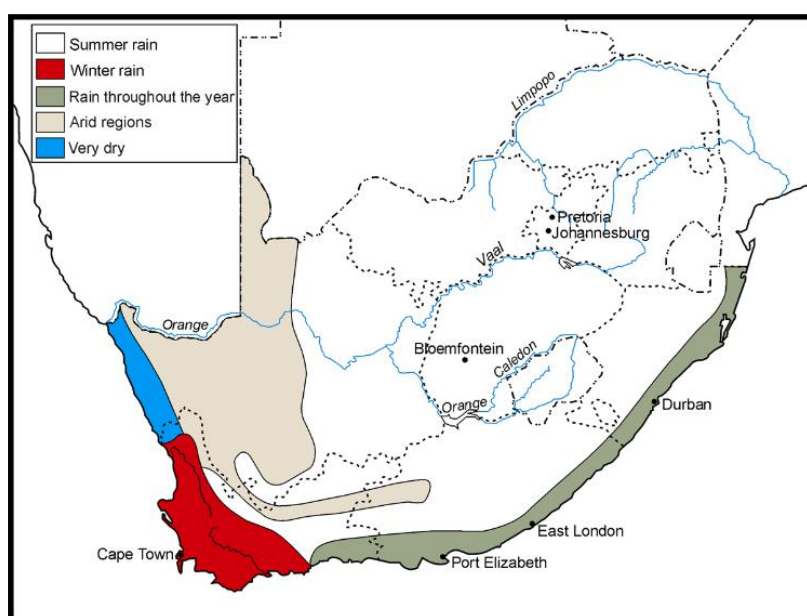 Summer rain
Winter rain
Rain throughout the year
Arid regions
Very dry
Limpopo
Pretoria
Johannesburg
Vaal
Orange
Bloemfontein
Caledon
Orange
Durban
East London
Cape Town
Port Elizabeth